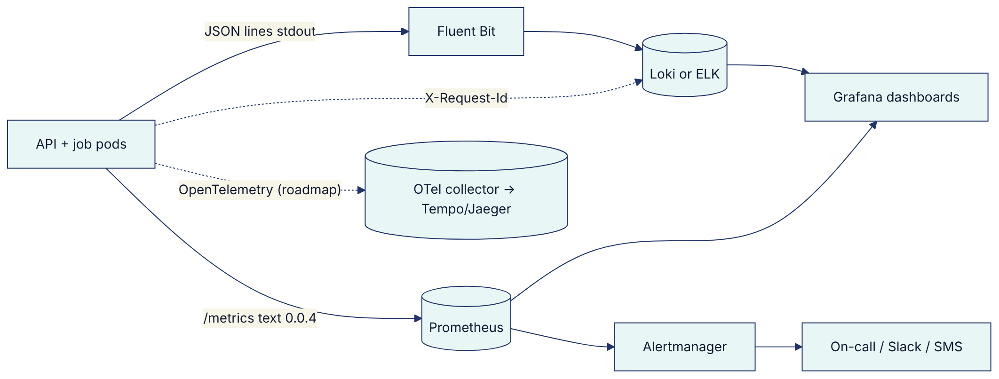 JSON lines stdout
Fluent Bit
Loki or ELK
X-Request-Id
Grafana dashboards
API + job pods
OpenTelemetry (roadmap)
OTel collector →
Tempo/Jaeger
/metrics text 0.0.4
Prometheus
Alertmanager
On-call / Slack / SMS